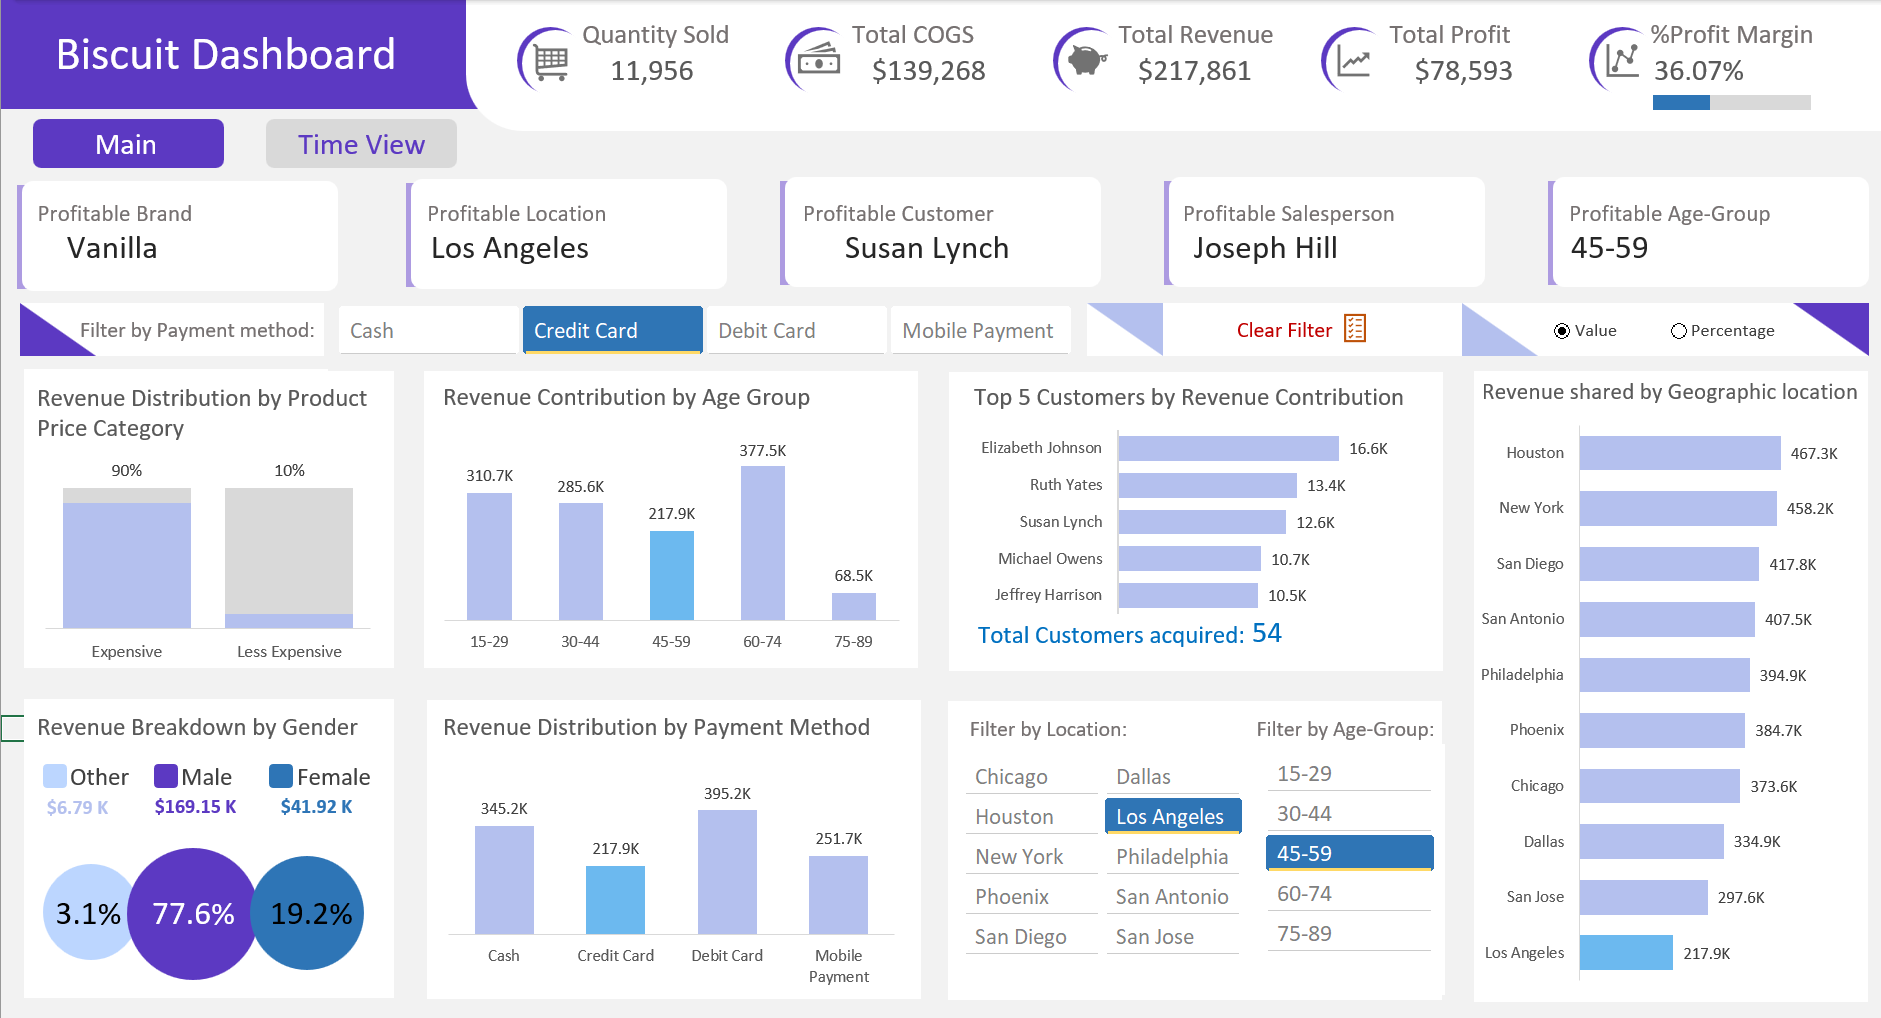 Biscuit Dashboard
Quantity Sold
11,956
Total COGS
$139,268
Total Revenue
$217,861
Total Profit
$78,593
%Profit Margin
36.07%
Main
Time View
Profitable Brand
Vanilla
Profitable Location
Los Angeles
Profitable Customer
Susan Lynch
Profitable Salesperson
Joseph Hill
Profitable Age-Group
45-59
Filter by Payment method:
Cash
Credit Card
Debit Card
Mobile Payment
Clear Filter
Value
Percentage
Revenue Distribution by Product
Price Category
90%
10%
Expensive
Less Expensive
Revenue Contribution by Age Group
310.7K
285.6K
217.9K
377.5K
68.5K
15-29
30-44
45-59
60-74
75-89
Top 5 Customers by Revenue Contribution
Elizabeth Johnson
16.6K
Ruth Yates
13.4K
Susan Lynch
12.6K
Michael Owens
10.7K
Jeffrey Harrison
10.5K
Total Customers acquired: 54
Revenue shared by Geographic location
Houston
467.3K
New York
458.2K
San Diego
417.8K
San Antonio
407.5K
Philadelphia
394.9K
Phoenix
384.7K
Chicago
373.6K
Dallas
334.9K
San Jose
297.6K
Los Angeles
217.9K
Revenue Breakdown by Gender
Other
Male
Female
$6.79 K
$169.15 K
$41.92 K
3.1%
77.6%
19.2%
Revenue Distribution by Payment Method
345.2K
217.9K
395.2K
251.7K
Cash
Credit Card
Debit Card
Mobile
Payment
Filter by Location:
Chicago
Dallas
Houston
Los Angeles
New York
Philadelphia
Phoenix
San Antonio
San Diego
San Jose
Filter by Age-Group:
15-29
30-44
45-59
60-74
75-89